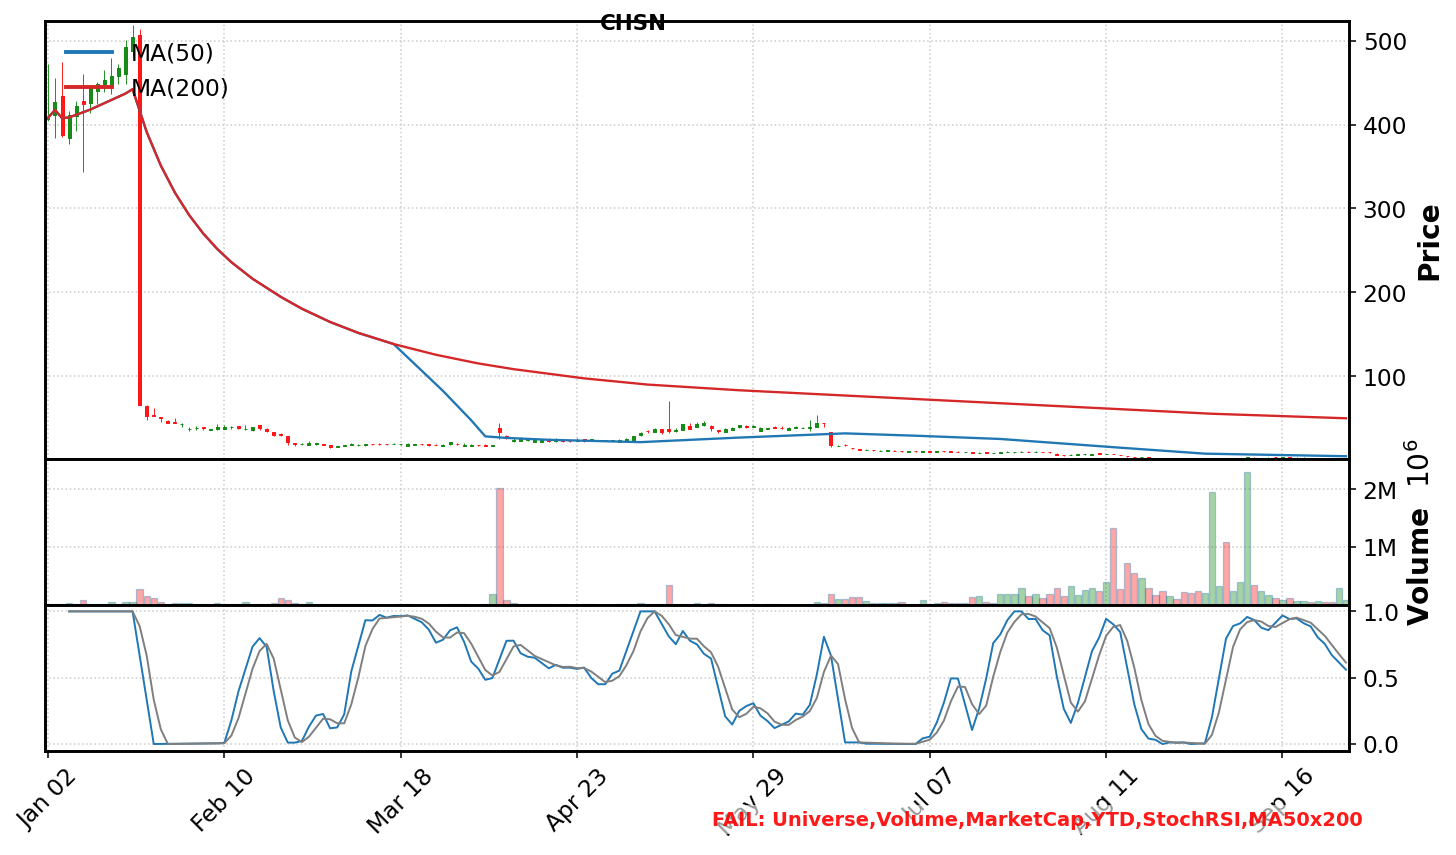 CHSN
MA(50)
MA(200)
500
400
300
200
100
Price
2M
1M
Volume 10^6
1.0
0.5
0.0
Jan 02
Feb 10
Mar 18
Apr 23
May 29
Jul 07
Aug 11
Sep 16
FAIL: Universe,Volume,MarketCap,YTD,StochRSI,MA50x200